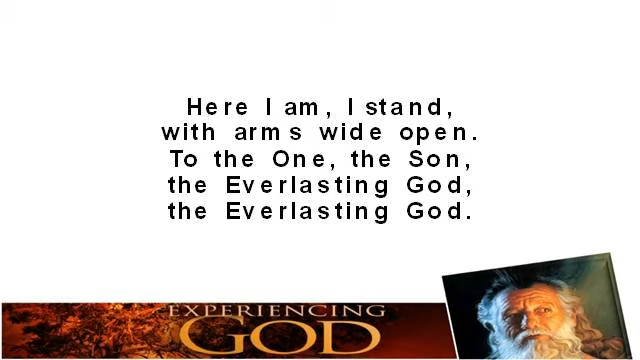 Here I am, I stand,
with arms wide open.
To the One, the Son,
the Everlasting God,
the Everlasting God.
EXPERIENCING
GOD